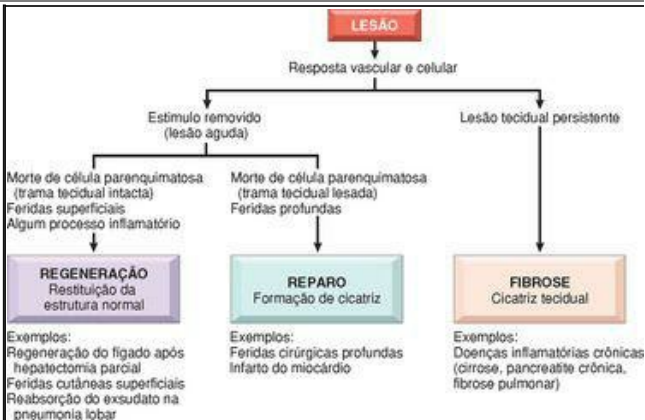 LESÃO
Resposta vascular e celular
Estimulo removido
(lesão aguda)
Lesão tecidual persistente
Morte de célula parenquimatosa
(trama tecidual intacta)
Feridas superficiais
Algum processo inflamatório
Morte de célula parenquimatosa
(trama tecidual lesada)
Feridas profundas
REGENERAÇÃO
Restituição da
estrutura normal
REPARO
Formação de cicatriz
FIBROSE
Cicatriz tecidual
Exemplos:
Regeneração do fígado após
hepatectomia parcial
Feridas cutâneas superficiais
Reabsorção do exsudato na
pneumonia lobar
Exemplos:
Feridas cirúrgicas profundas
Infarto do miocárdio
Exemplos:
Doenças inflamatórias crônicas
(cirrose, pancreatite crônica,
fibrose pulmonar)